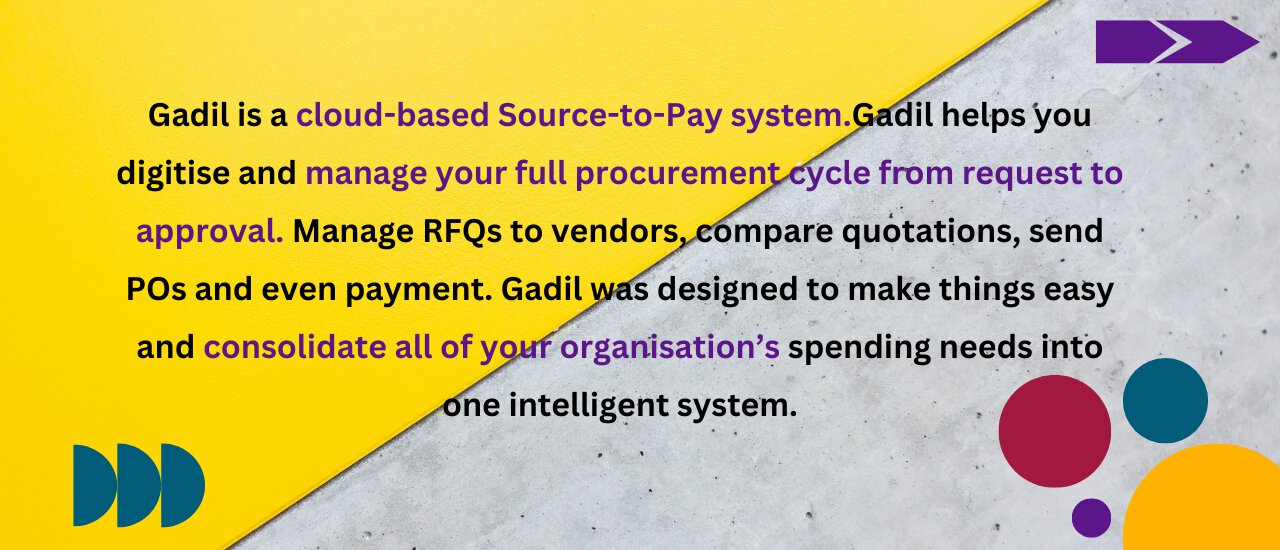 Gadil is a cloud-based Source-to-Pay system.Gadil helps you
digitise and manage your full procurement cycle from request to
approval. Manage RFQs to vendors, compare quotations, send
POs and even payment. Gadil was designed to make things easy
and consolidate all of your organisation’s spending needs into
one intelligent system.